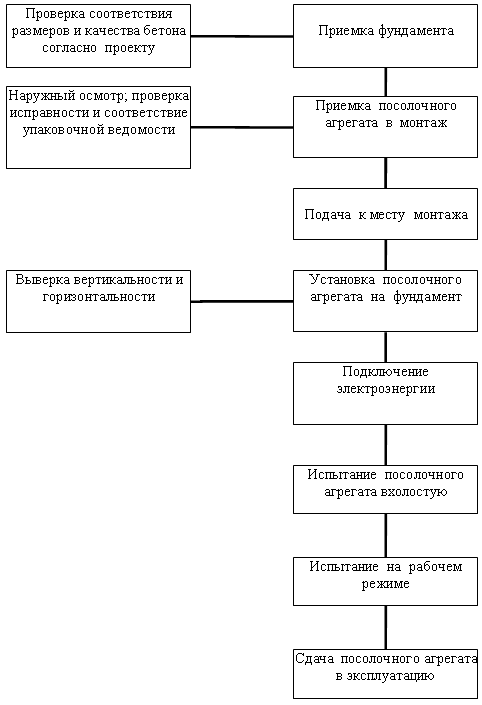 Проверка соответствия
размеров и качества бетона
согласно проекту
Приемка фундамента
Наружный осмотр; проверка
исправности и соответствие
упаковочной ведомости
Приемка посолочного
агрегата в монтаж
Подача к месту монтажа
Выверка вертикальности и
горизонтальности
Установка посолочного
агрегата на фундамент
Подключение
электроэнергии
Испытание посолочного
агрегата вхолостую
Испытание на рабочем
режиме
Сдача посолочного агрегата
в эксплуатацию